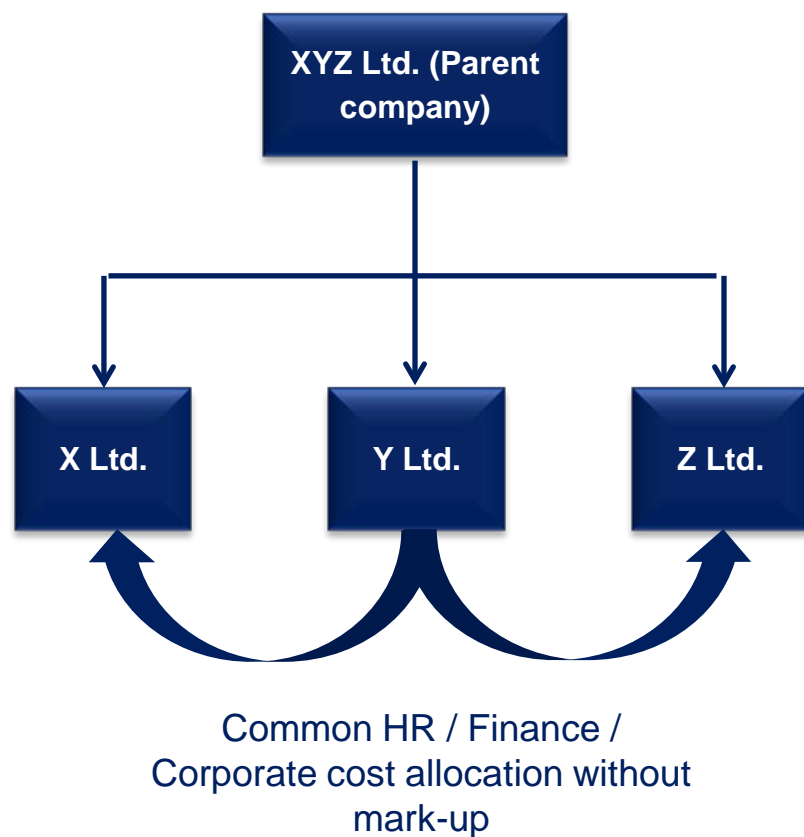 XYZ Ltd. (Parent
company)
X Ltd.
Y Ltd.
Z Ltd.
Common HR / Finance /
Corporate cost allocation without
mark-up